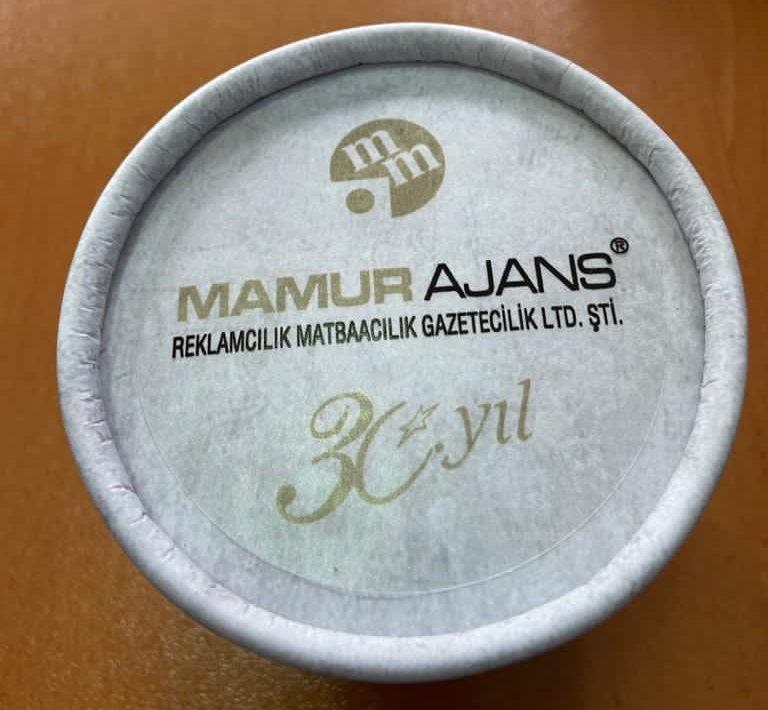 mm
MAMUR AJANS®
REKLAMCILIK MATBAACILIK GAZETECİLİK LTD. ŞTİ.
30.yıl